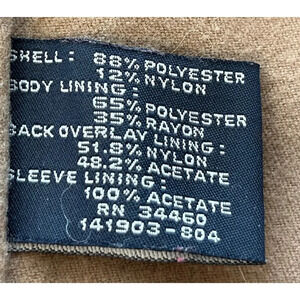 SHELL: 88% POLYESTER
12% NYLON
BODY LINING:
65% POLYESTER
35% RAYON
BACK OVERLAY LINING:
51.8% NYLON
48.2% ACETATE
SLEEVE LINING:
100% ACETATE
RN 34460
141903-804